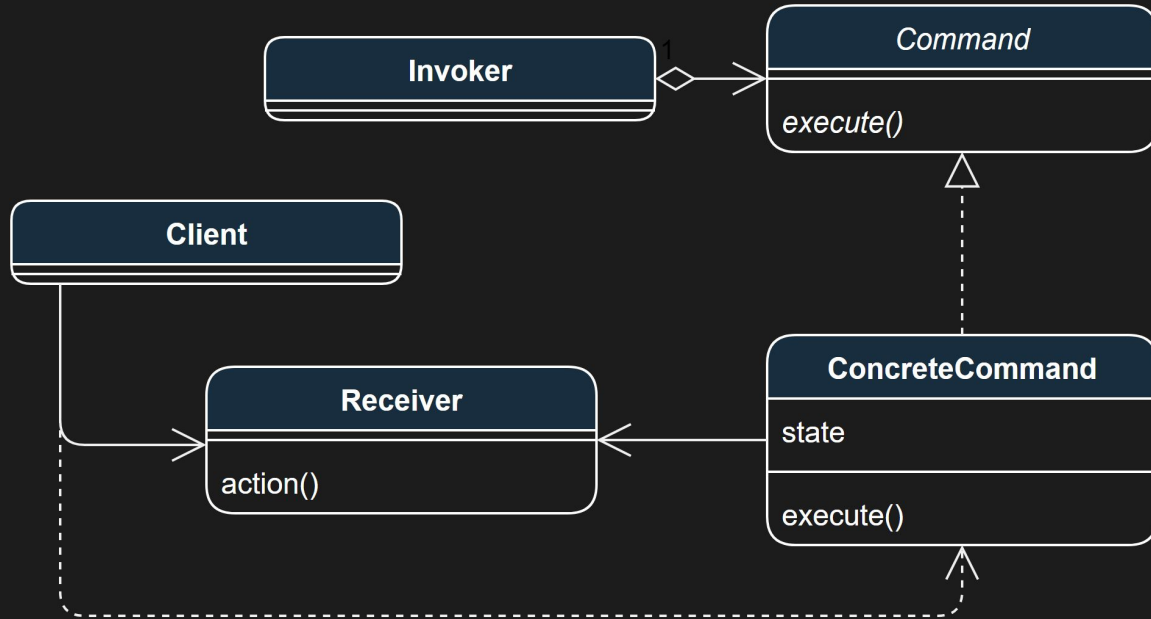 Invoker
1
Command
execute()
Client
Receiver
action()
ConcreteCommand
state
execute()